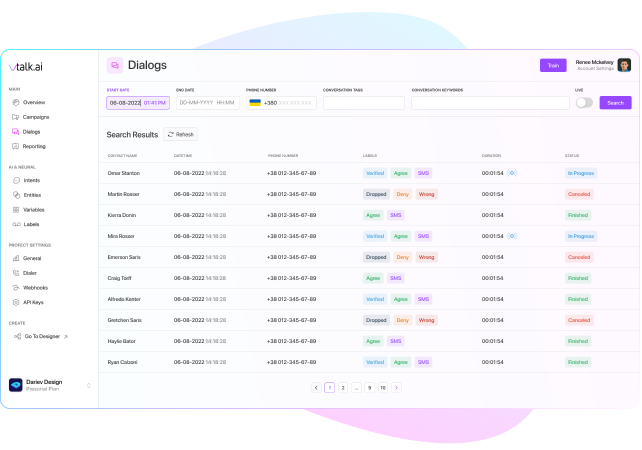 vtalk.ai
MAIN
Overview
Campaigns
Dialogs
Reporting
AI & NEURAL
Intents
Entities
Variables
Labels
PROFECT SETTINGS
General
Dialer
Webhooks
API Keys
CREATE
Go To Designer
Dariev Design
Presonal Plan
Dialogs
Train
Renee Mckelvey
Account Settings
START DATE
06-08-2022 01:41 PM
END DATE
DD-MM-YYYY HH:MM
PHONE NUMBER
+380 XXX XXX XXX
CONVERSATION TAGS
CONVERSATION KEYWORDS
LIVE
Search
Search Results Refresh
CONTACT NAME DATETIME PHONE NUMBER LABELS DURATION STATUS
Omar Stanton 06-08-2022 14:16:28 +38 012-345-67-89 Verified Agree SMS 00:01:54 In Progress
Martin Rosser 06-08-2022 14:16:28 +38 012-345-67-89 Dropped Deny Wrong 00:01:54 Canceled
Kierra Donin 06-08-2022 14:16:28 +38 012-345-67-89 Agree SMS 00:01:54 Finished
Mira Rosser 06-08-2022 14:16:28 +38 012-345-67-89 Verified Agree SMS 00:01:54 In Progress
Emerson Saris 06-08-2022 14:16:28 +38 012-345-67-89 Dropped Deny Wrong 00:01:54 Canceled
Craig Torff 06-08-2022 14:16:28 +38 012-345-67-89 Agree SMS 00:01:54 Finished
Alfredo Kenter 06-08-2022 14:16:28 +38 012-345-67-89 Verified Agree SMS 00:01:54 Finished
Gretchen Saris 06-08-2022 14:16:28 +38 012-345-67-89 Dropped Deny Wrong 00:01:54 Canceled
Haylie Bator 06-08-2022 14:16:28 +38 012-345-67-89 Agree SMS 00:01:54 Finished
Ryan Calzoni 06-08-2022 14:16:28 +38 012-345-67-89 Verified Agree SMS 00:01:54 Finished
1 2 ... 9 10